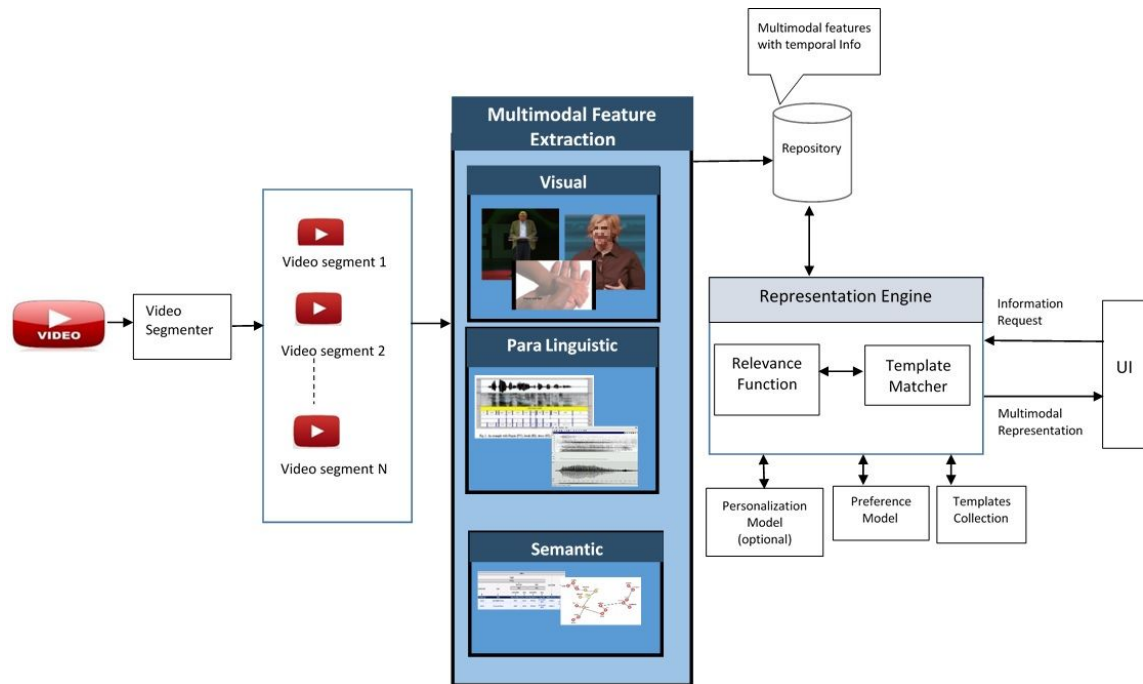 Multimodal features
with temporal Info
Multimodal Feature
Extraction
Repository
Visual
Video segment 1
Video segment 2
Video segment N
VIDEO
Video
Segmenter
Para Linguistic
Semantic
Representation Engine
Relevance
Function
Template
Matcher
Information
Request
UI
Multimodal
Representation
Personalization
Model
(optional)
Preference
Model
Templates
Collection